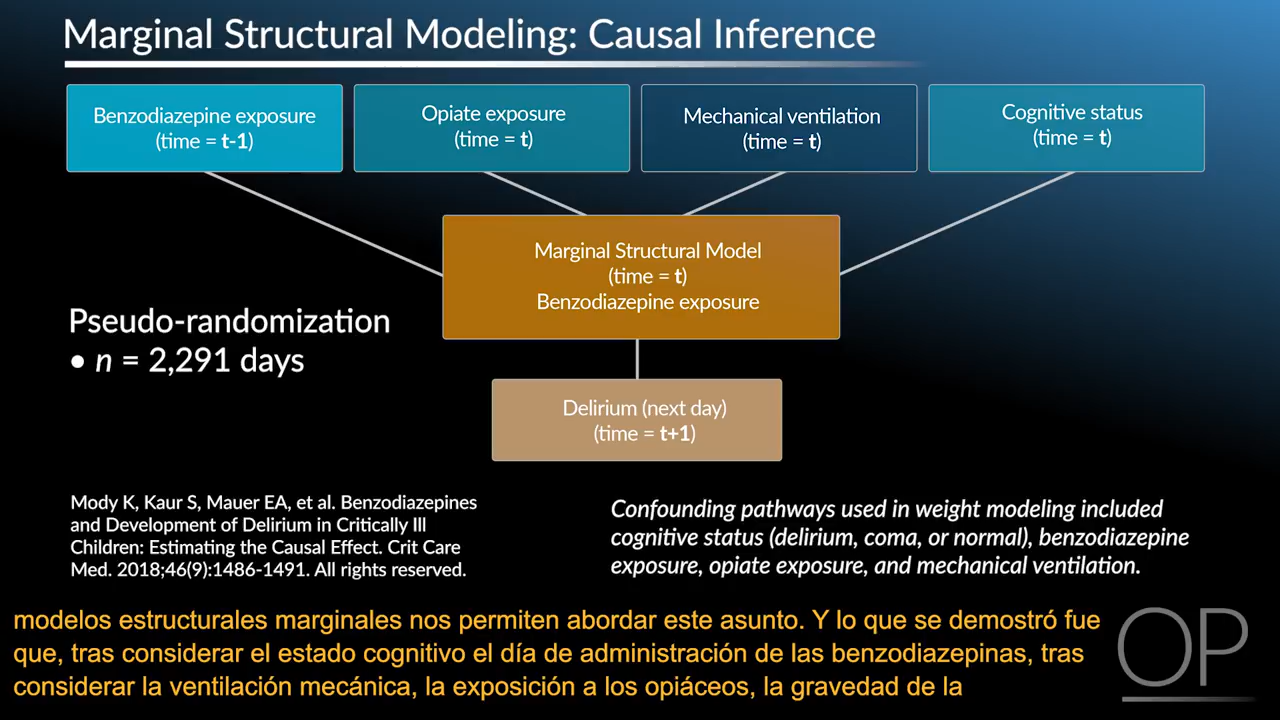 Marginal Structural Modeling: Causal Inference
Benzodiazepine exposure
(time = t-1)
Opiate exposure
(time = t)
Mechanical ventilation
(time = t)
Cognitive status
(time = t)
Marginal Structural Model
(time = t)
Benzodiazepine exposure
Pseudo-randomization
• n = 2,291 days
Delirium (next day)
(time = t+1)
Mody K, Kaur S, Mauer EA, et al. Benzodiazepines
and Development of Delirium in Critically Ill
Children: Estimating the Causal Effect. Crit Care
Med. 2018;46(9):1486-1491. All rights reserved.
Confounding pathways used in weight modeling included
cognitive status (delirium, coma, or normal), benzodiazepine
exposure, opiate exposure, and mechanical ventilation.
modelos estructurales marginales nos permiten abordar este asunto. Y lo que se demostró fue
que, tras considerar el estado cognitivo el día de administración de las benzodiazepinas, tras
considerar la ventilación mecánica, la exposición a los opiáceos, la gravedad de la
OP